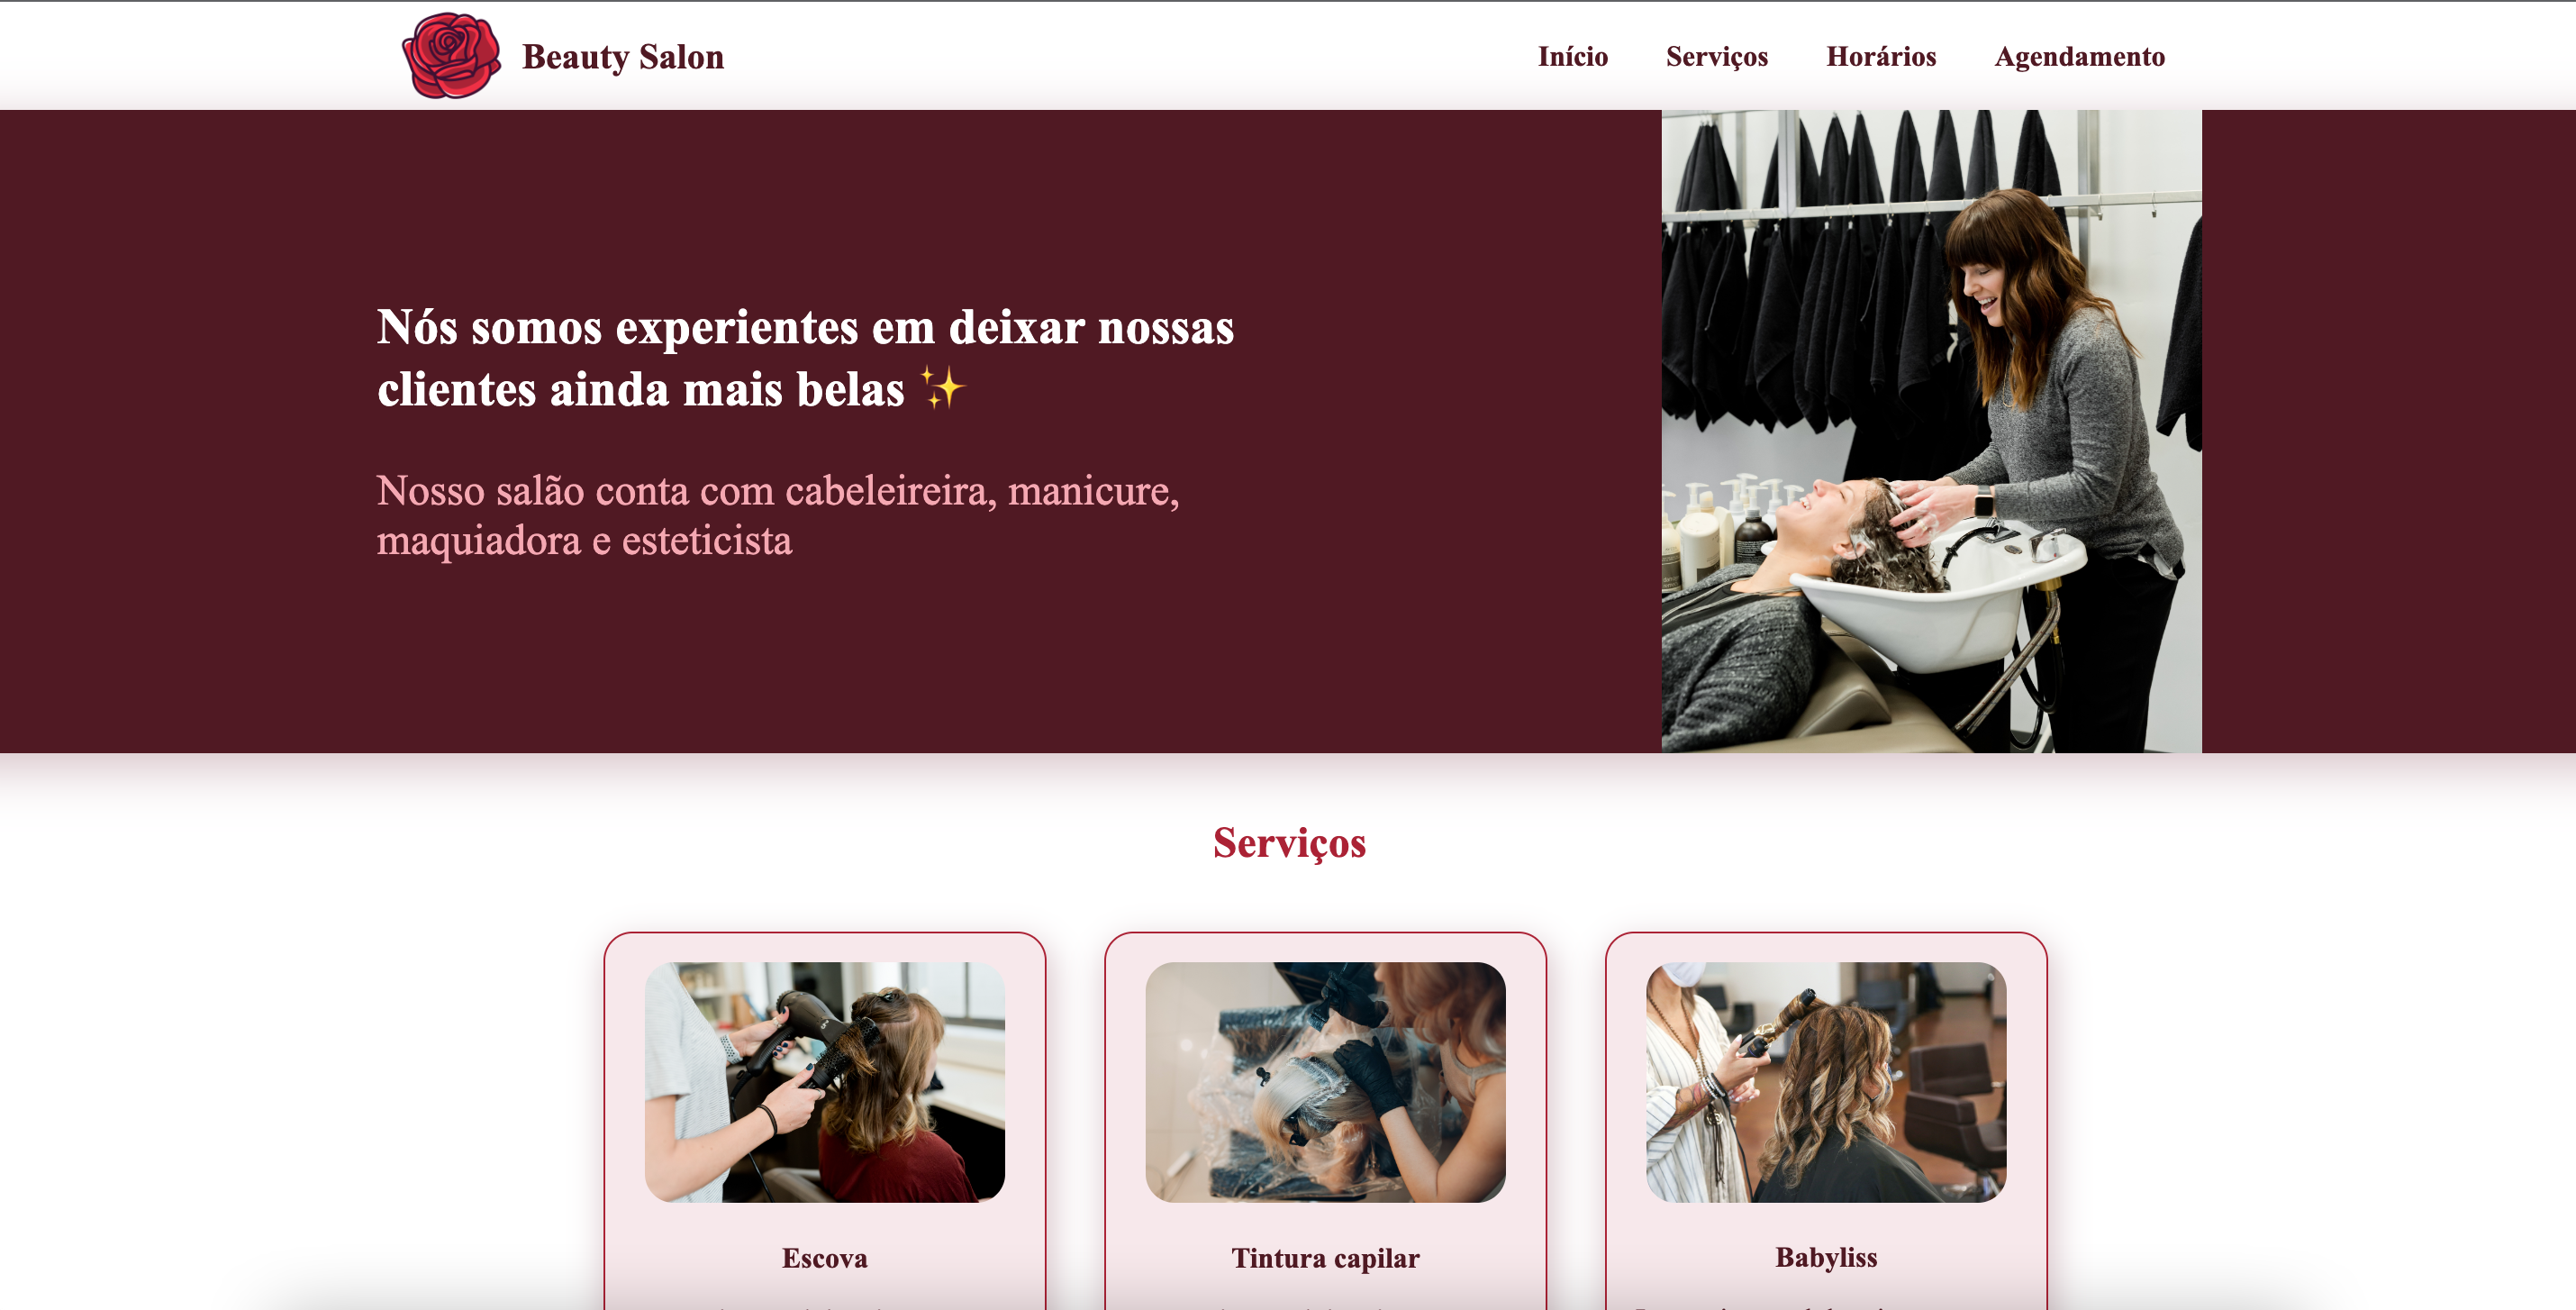 Beauty Salon
Início
Serviços
Horários
Agendamento
Nós somos experientes em deixar nossas
clientes ainda mais belas ✨
Nosso salão conta com cabeleireira, manicure,
maquiadora e esteticista
Serviços
Escova
Tintura capilar
Babyliss